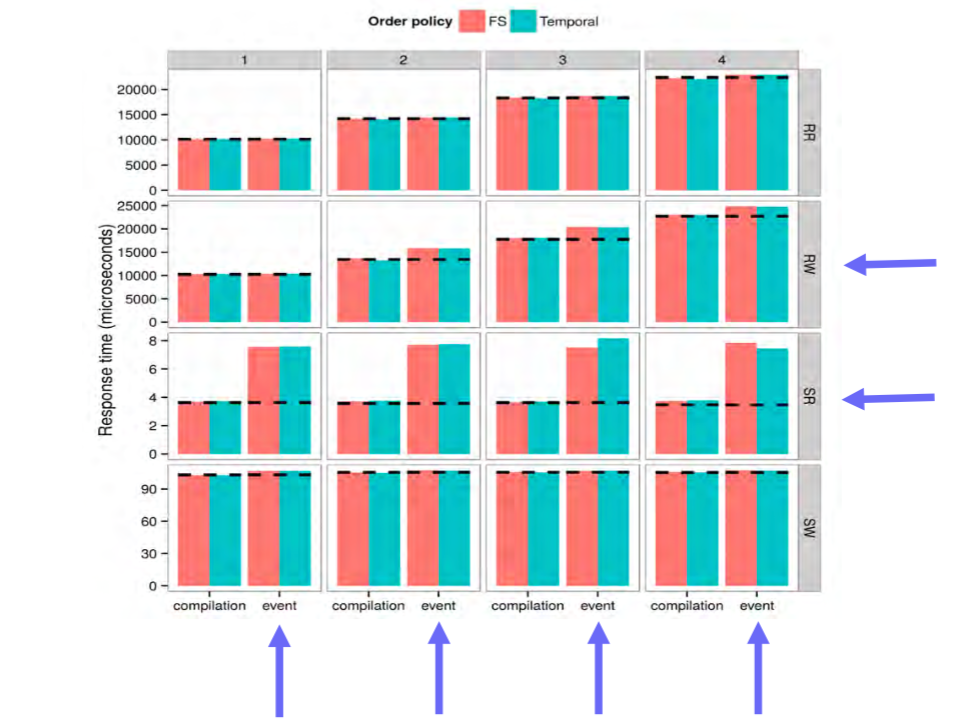 Order policy FS Temporal
1 2 3 4
Response time (microseconds)
20000
15000
10000
5000
0
RR
25000
20000
15000
10000
5000
0
RW
8
6
4
2
0
SR
90
60
30
0
SW
compilation event compilation event compilation event compilation event